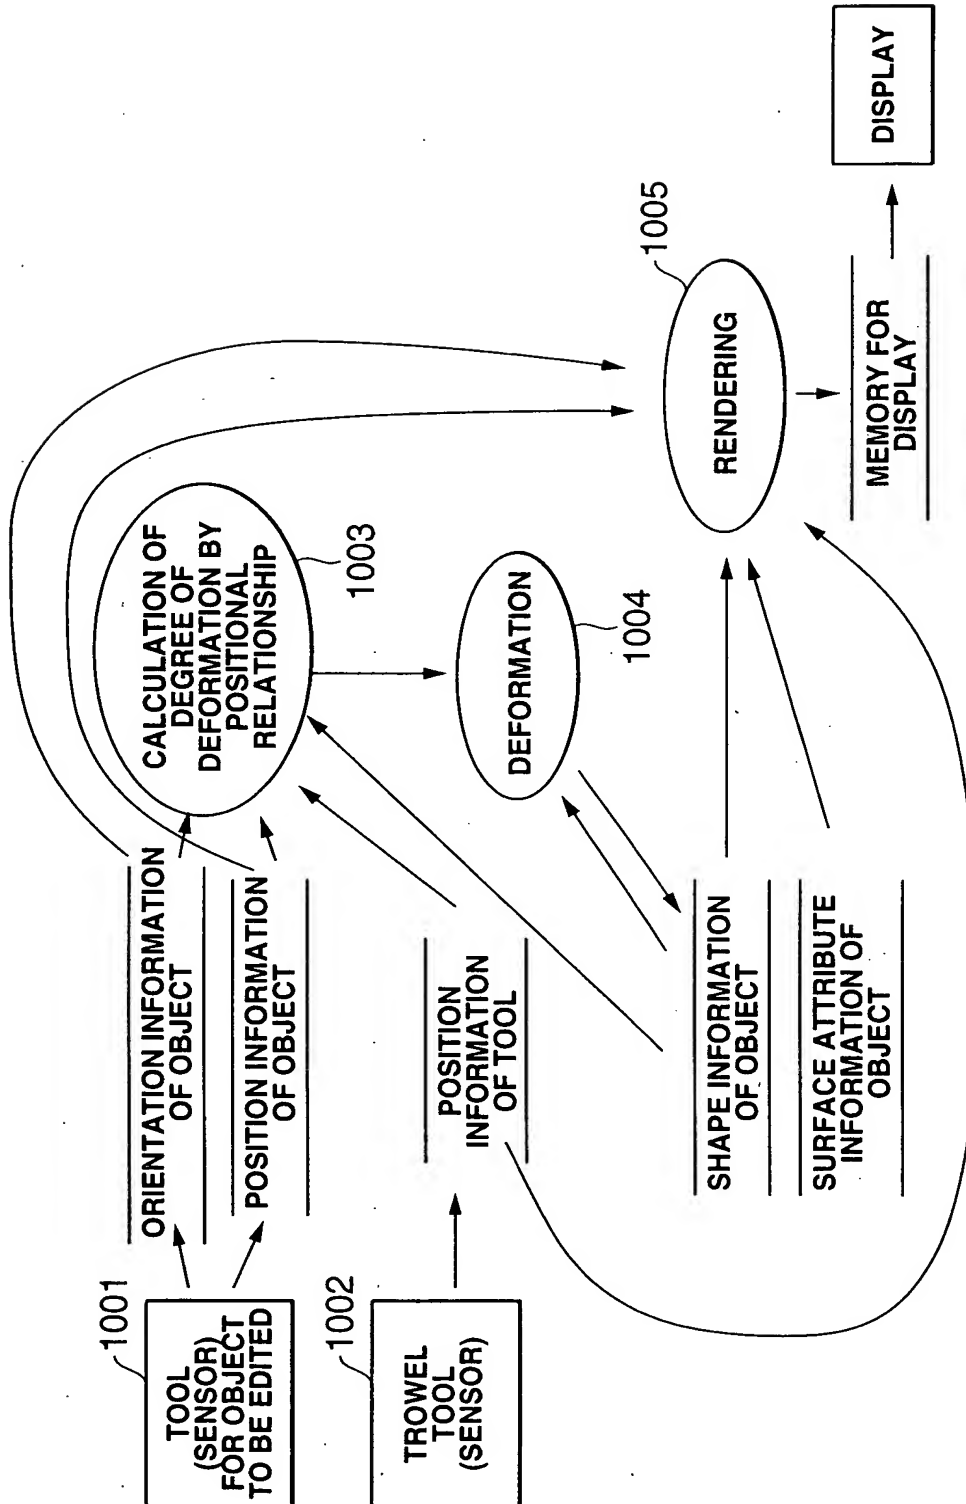 1001
TOOL
(SENSOR)
FOR OBJECT
TO BE EDITED
1002
TROWEL
TOOL
(SENSOR)
ORIENTATION INFORMATION
OF OBJECT
POSITION INFORMATION
OF OBJECT
POSITION
INFORMATION
OF TOOL
SHAPE INFORMATION
OF OBJECT
SURFACE ATTRIBUTE
INFORMATION OF
OBJECT
CALCULATION OF
DEGREE OF
DEFORMATION BY
POSITIONAL
RELATIONSHIP
1003
DEFORMATION
1004
RENDERING
1005
MEMORY FOR
DISPLAY
DISPLAY